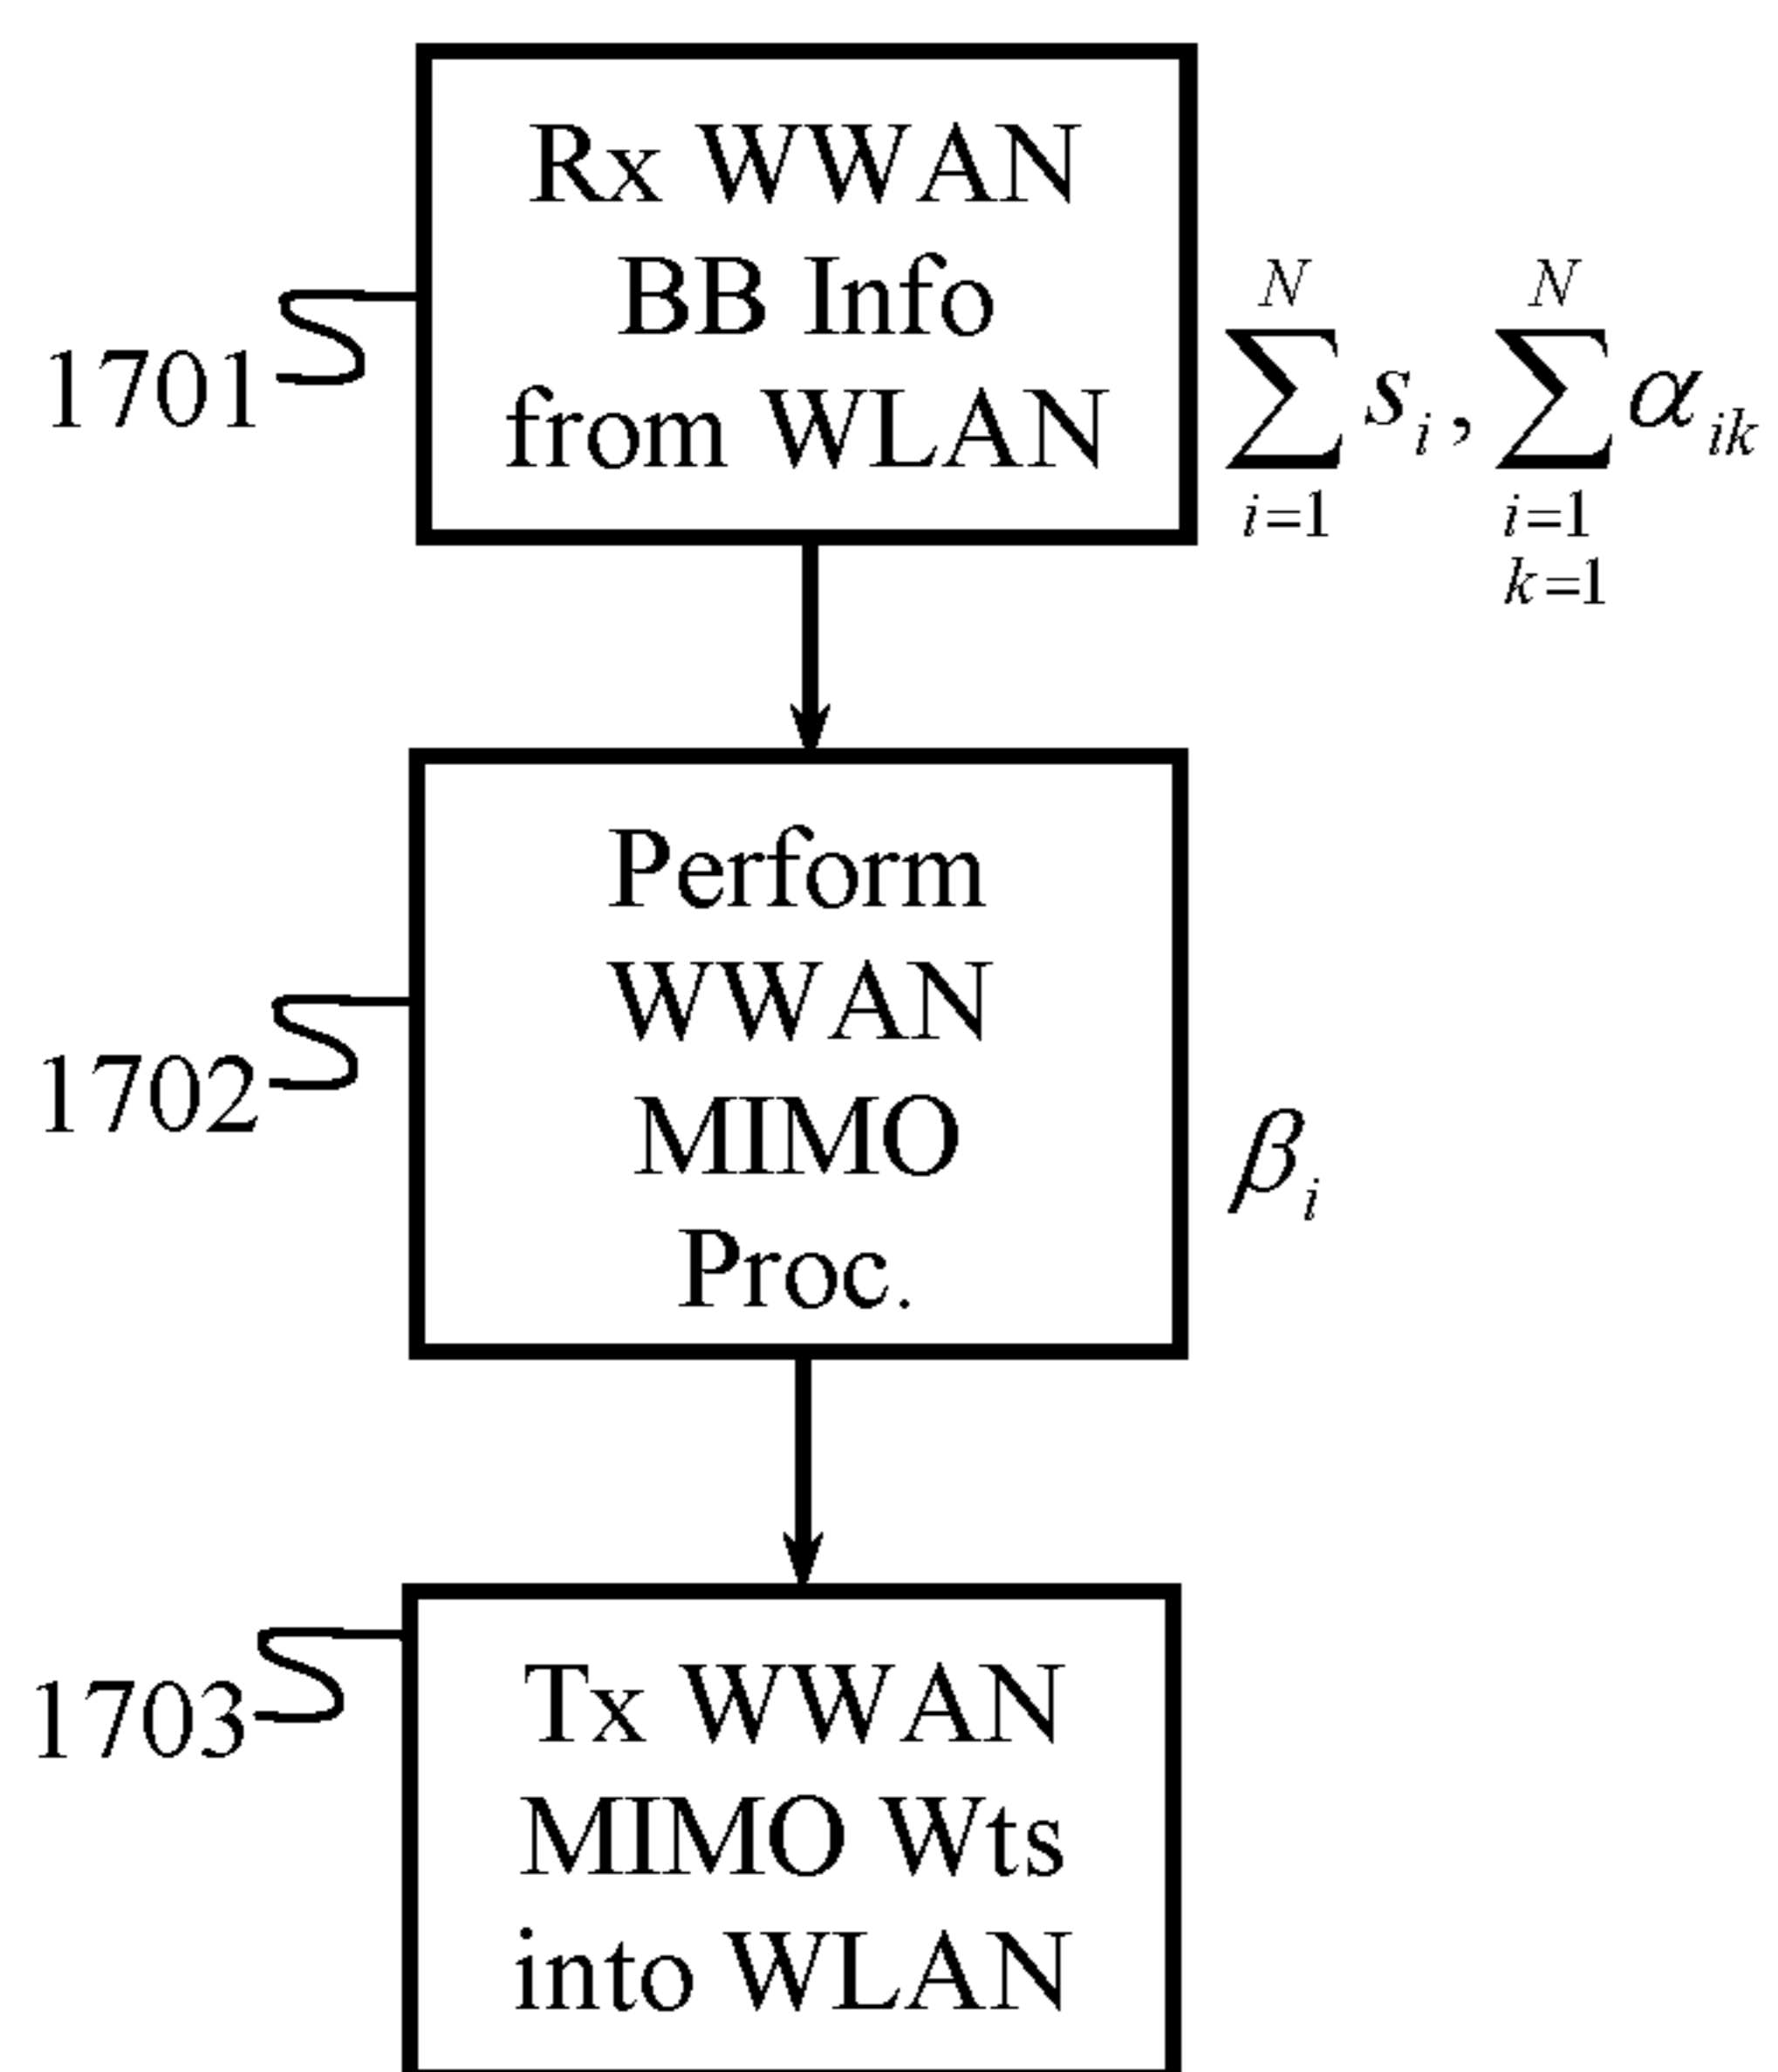 Rx WWAN
BB Info
from WLAN
1701
N N
∑ s_i , ∑ α_ik
i=1 i=1
k=1
Perform
WWAN
MIMO
Proc.
1702
β_i
Tx WWAN
MIMO Wts
into WLAN
1703